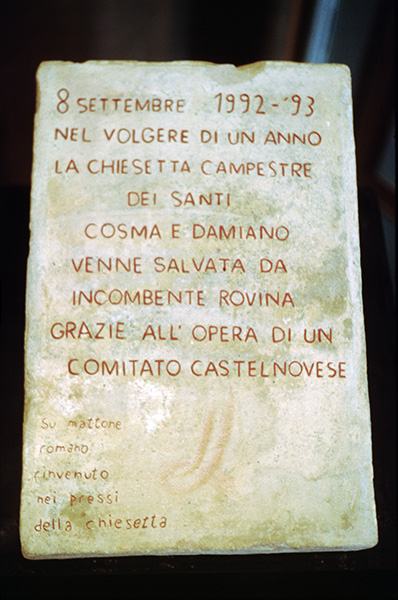 8 SETTEMBRE 1992-'93
NEL VOLGERE DI UN ANNO
LA CHIESETTA CAMPESTRE
DEI SANTI
COSMA E DAMIANO
VENNE SALVATA DA
INCOMBENTE ROVINA
GRAZIE ALL'OPERA DI UN
COMITATO CASTELNOVESE
Su mattone
romano
rinvenuto
nei pressi
della chiesetta